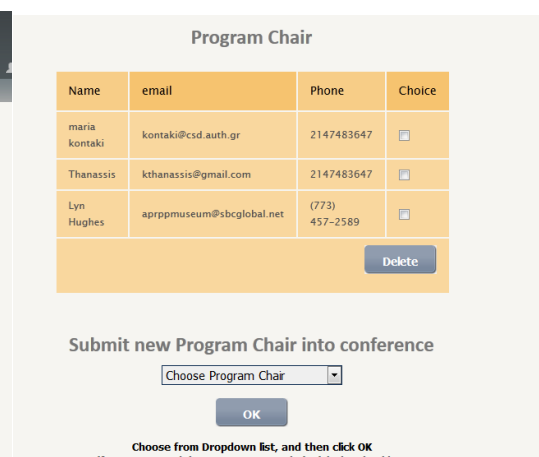 Program Chair
Name email Phone Choice
maria
kontaki kontaki@csd.auth.gr 2147483647
Thanassis kthanassis@gmail.com 2147483647
Lyn
Hughes aprppmuseum@sbcglobal.net (773)
457-2589
Delete
Submit new Program Chair into conference
Choose Program Chair
OK
Choose from Dropdown list, and then click OK